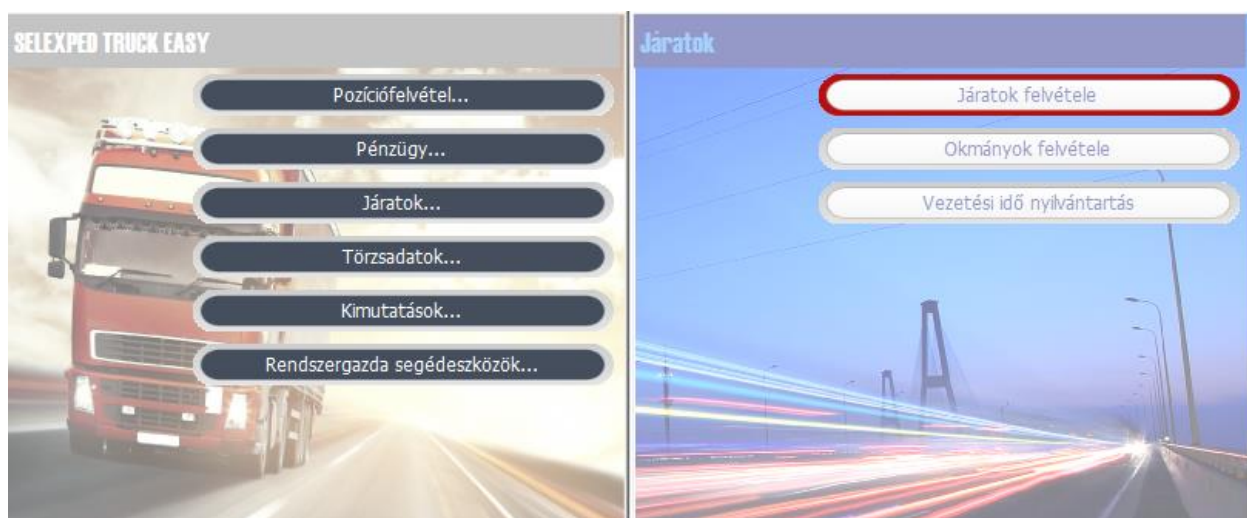 SELEXPED TRUCK EASY
Pozíciófelvétel...
Pénzügy...
Járatok...
Törzsadatok...
Kimutatások...
Rendszergazda segédeszközök...
Járatok
Járatok felvétele
Okmányok felvétele
Vezetési idő nyilvántartás